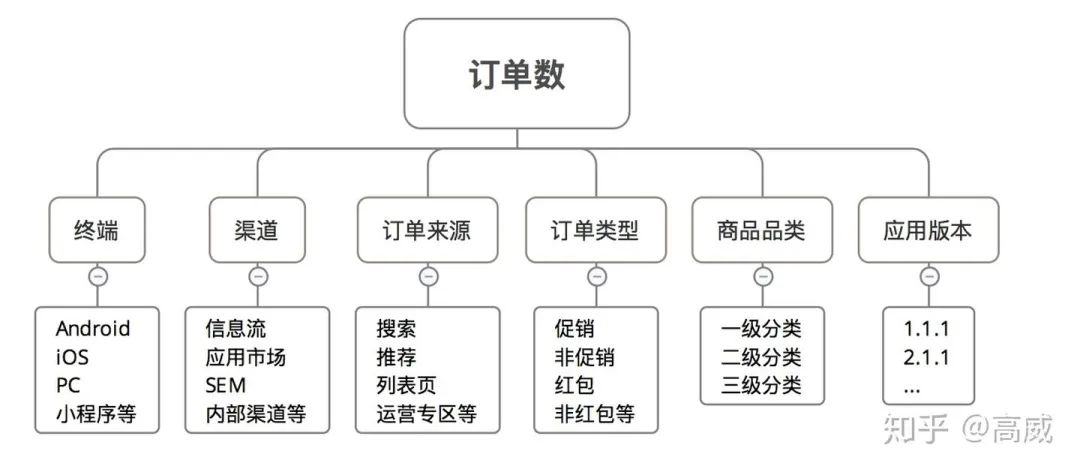 订单数
终端
渠道
订单来源
订单类型
商品品类
应用版本
Android
iOS
PC
小程序等
信息流
应用市场
SEM
内部渠道等
搜索
推荐
列表页
运营专区等
促销
非促销
红包
非红包等
一级分类
二级分类
三级分类
1.1.1
2.1.1
...
知乎 @高威